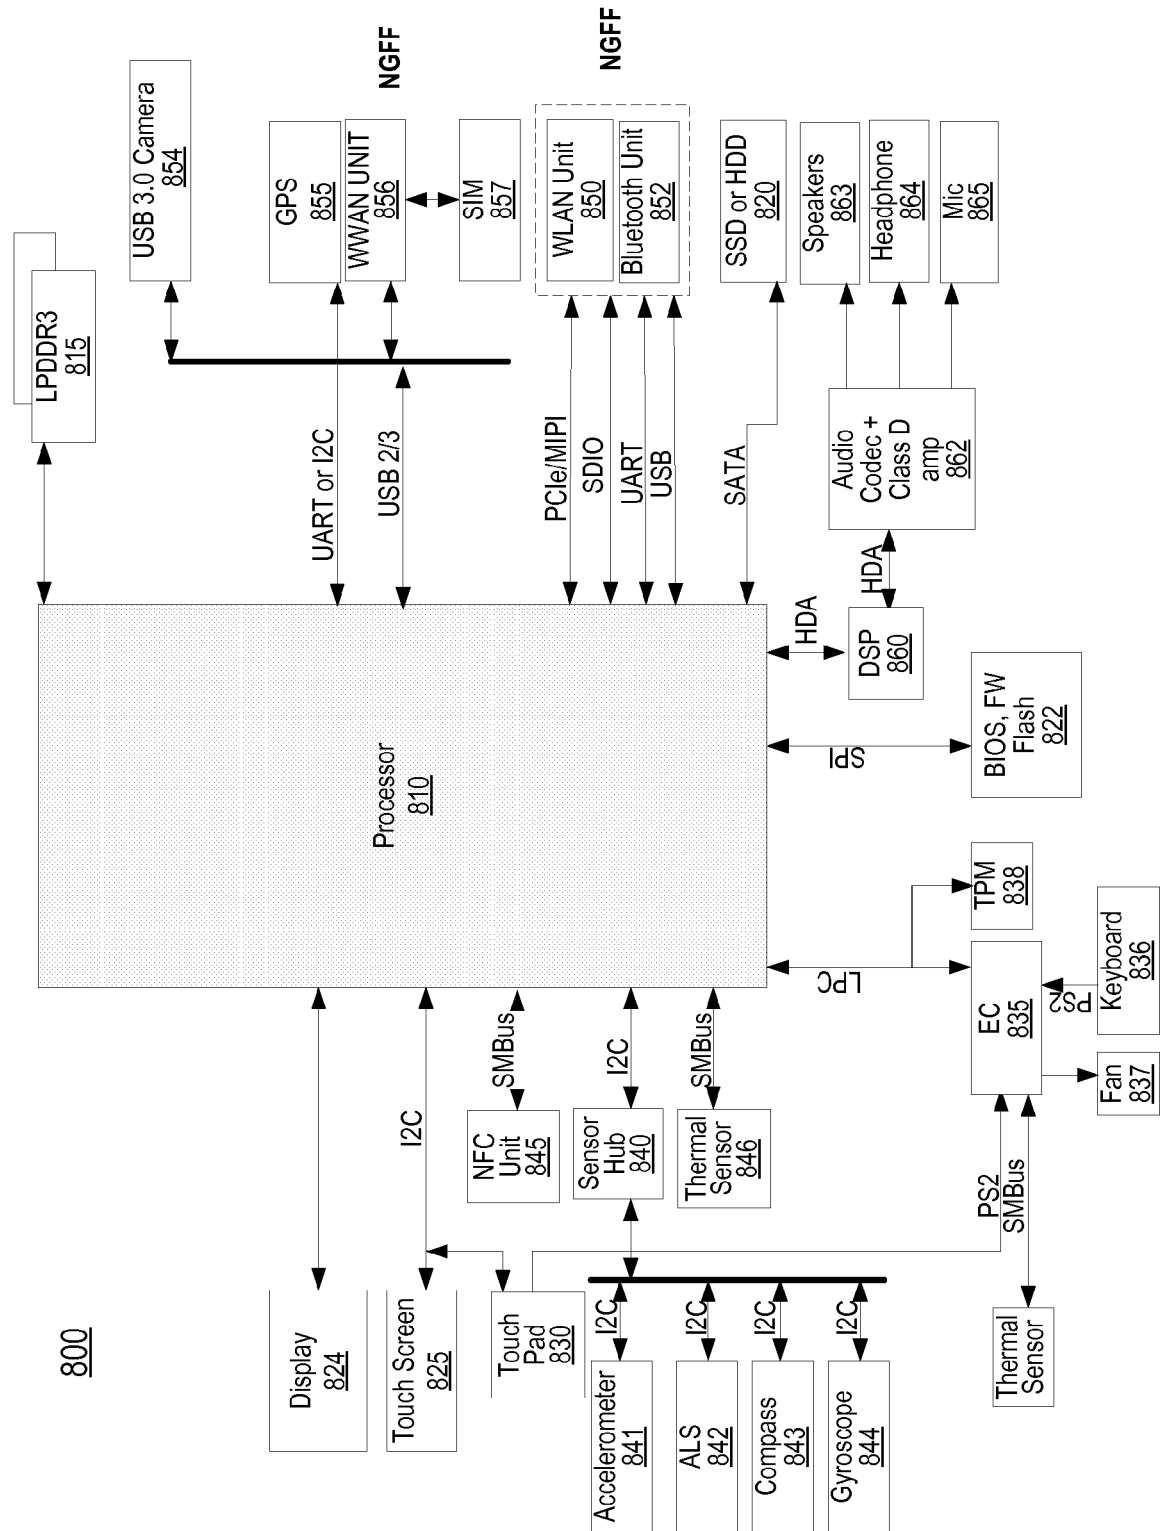 800
Display
824
Touch Screen
825
I2C
Touch
Pad
830
Accelerometer
841
I2C
ALS
842
I2C
Compass
843
I2C
Gyroscope
844
I2C
NFC
Unit
845
SMBus
Sensor
Hub
840
I2C
Thermal
Sensor
846
SMBus
PS2
SMBus
Thermal
Sensor
Processor
810
LPDDR3
815
USB 3.0 Camera
854
GPS
855
UART or I2C
WWAN UNIT
856
NGFF
USB 2/3
SIM
857
NGFF
WLAN Unit
850
Bluetooth Unit
852
PCIe/MIPI
SDIO
UART
USB
SSD or HDD
820
SATA
Speakers
863
Headphone
864
Mic
865
Audio
Codec +
Class D
amp
862
HDA
HDA
DSP
860
SPI
BIOS, FW
Flash
822
LPC
TPM
838
EC
835
PS2
Keyboard
836
Fan
837